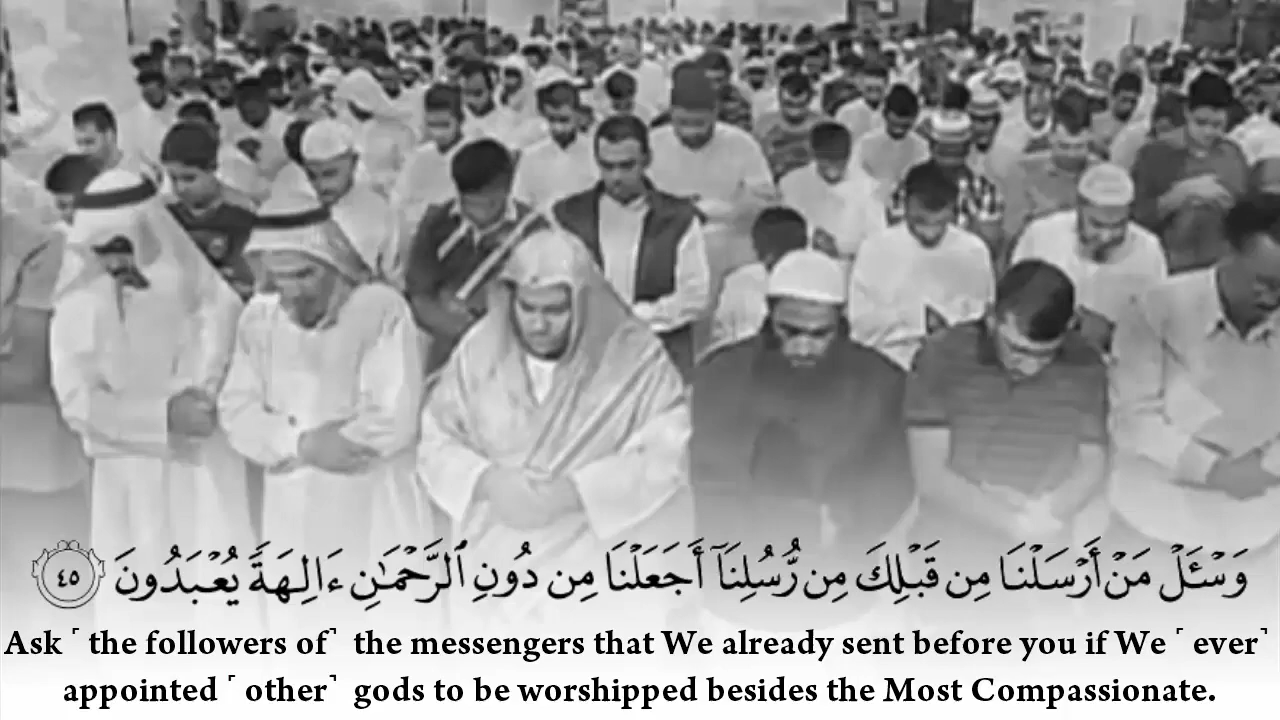 وَسْـَٔلْ مَنْ أَرْسَلْنَا مِن قَبْلِكَ مِن رُّسُلِنَآ أَجَعَلْنَا مِن دُونِ ٱلرَّحْمَـٰنِ ءَالِهَةً يُعْبَدُونَ ٤٥
Ask ˹ the followers of˺ the messengers that We already sent before you if We ˹ ever˺
appointed ˹ other˺ gods to be worshipped besides the Most Compassionate.